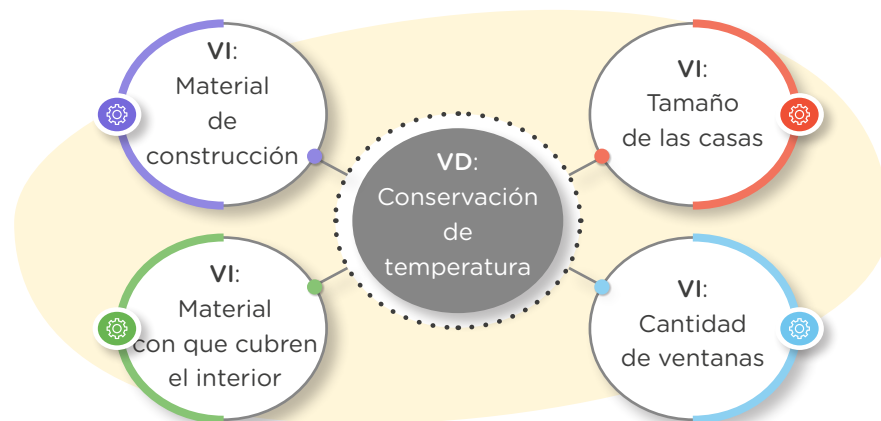 VI:
Material
de
construcción
VI:
Tamaño
de las casas
VD:
Conservación
de
temperatura
VI:
Material
con que cubren
el interior
VI:
Cantidad
de ventanas